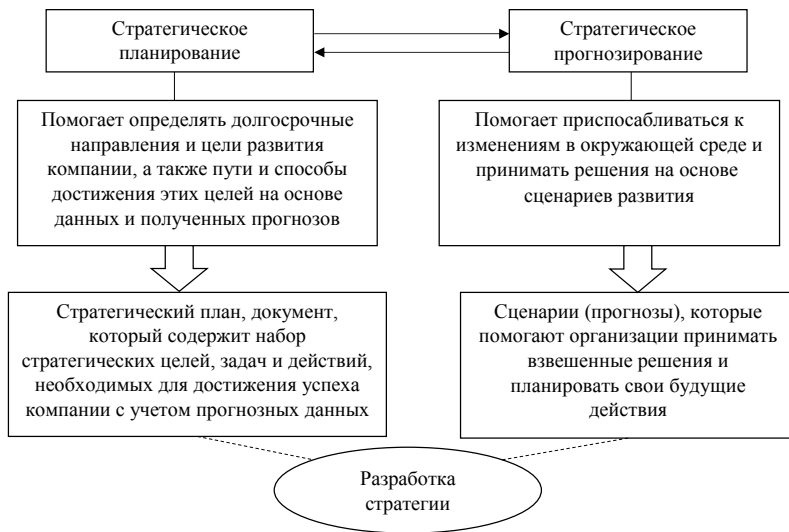 Стратегическое
планирование
Стратегическое
прогнозирование
Помогает определять долгосрочные
направления и цели развития
компании, а также пути и способы
достижения этих целей на основе
данных и полученных прогнозов
Помогает приспосабливаться к
изменениям в окружающей среде и
принимать решения на основе
сценариев развития
Стратегический план, документ,
который содержит набор
стратегических целей, задач и действий,
необходимых для достижения успеха
компании с учетом прогнозных данных
Сценарии (прогнозы), которые
помогают организации принимать
взвешенные решения и
планировать свои будущие
действия
Разработка
стратегии